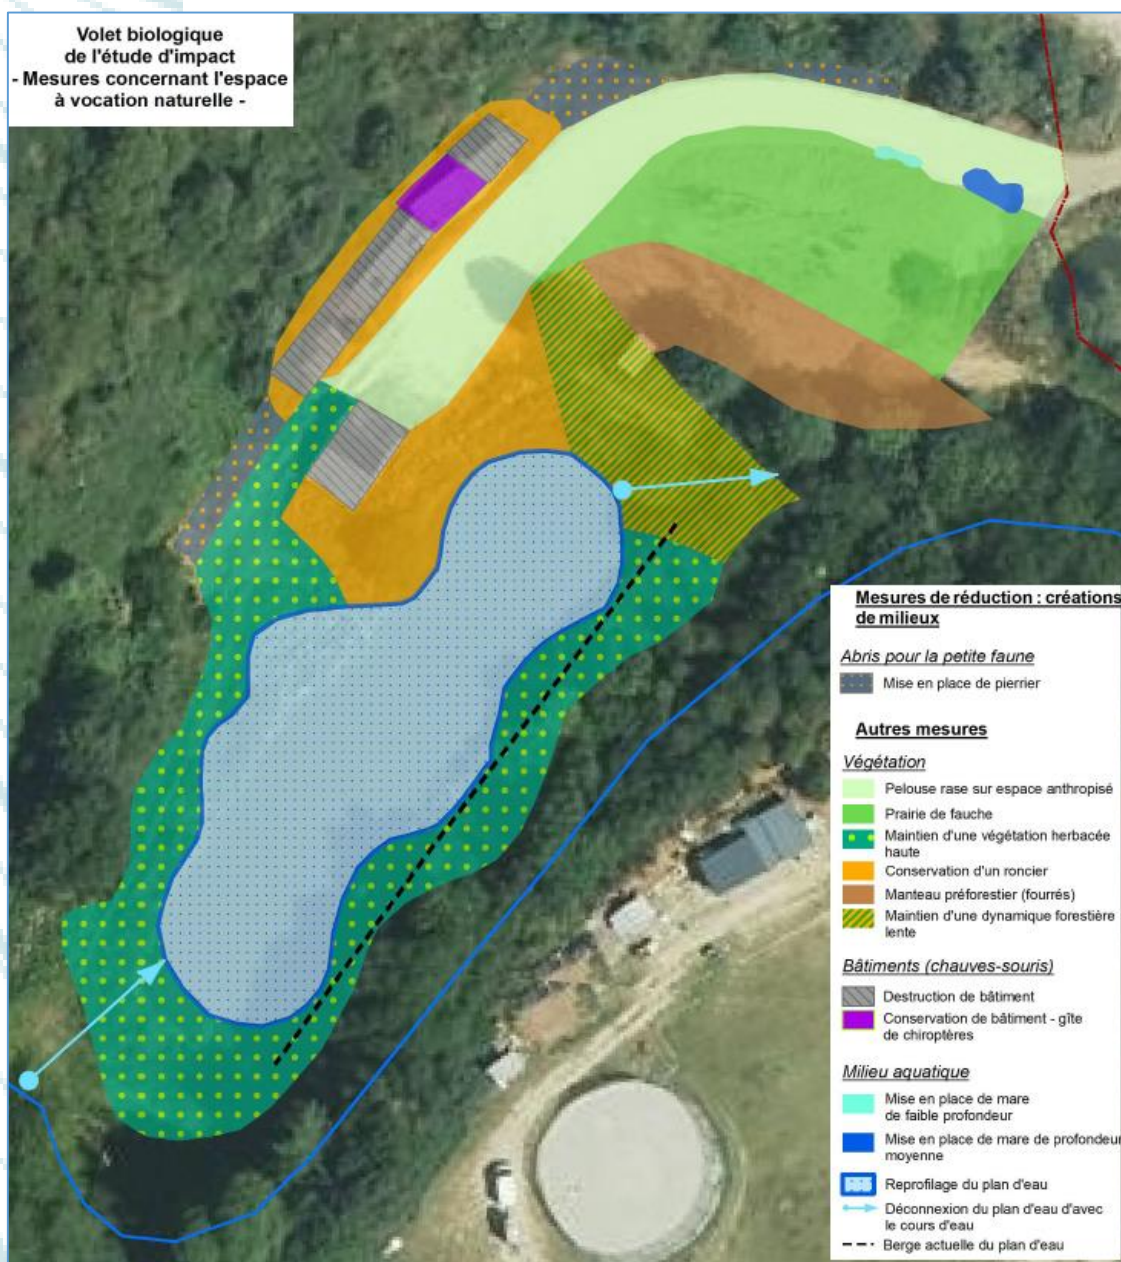 Volet biologique
de l'étude d'impact
- Mesures concernant l'espace
à vocation naturelle -
Mesures de réduction : créations
de milieux
Abris pour la petite faune
Mise en place de pierrier
Autres mesures
Végétation
Pelouse rase sur espace anthropisé
Prairie de fauche
Maintien d'une végétation herbacée
haute
Conservation d'un roncier
Manteau préforestier (fourrés)
Maintien d'une dynamique forestière
lente
Bâtiments (chauves-souris)
Destruction de bâtiment
Conservation de bâtiment - gîte
de chiroptères
Milieu aquatique
Mise en place de mare
de faible profondeur
Mise en place de mare de profondeur
moyenne
Reprofilage du plan d'eau
Déconnexion du plan d'eau d'avec
le cours d'eau
Berge actuelle du plan d'eau